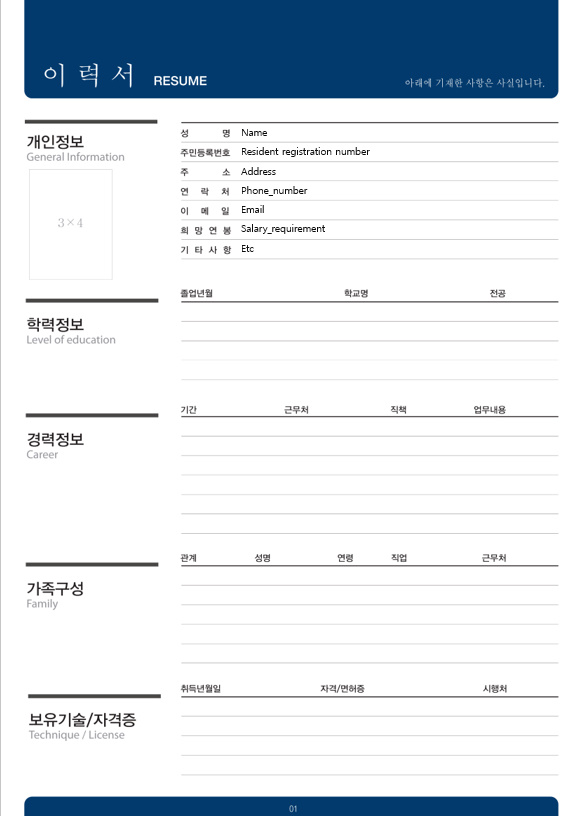 이 력 서 RESUME 아래에 기재한 사항은 사실입니다.
개인정보
General Information
3×4
성 명 Name
주민등록번호 Resident registration number
주 소 Address
연 락 처 Phone_number
이 메 일 Email
희 망 연 봉 Salary_requirement
기 타 사 항 Etc
학력정보
Level of education
졸업년월 학교명 전공
경력정보
Career
기간 근무처 직책 업무내용
가족구성
Family
관계 성명 연령 직업 근무처
보유기술/자격증
Technique / License
취득년월일 자격/면허증 시행처
01